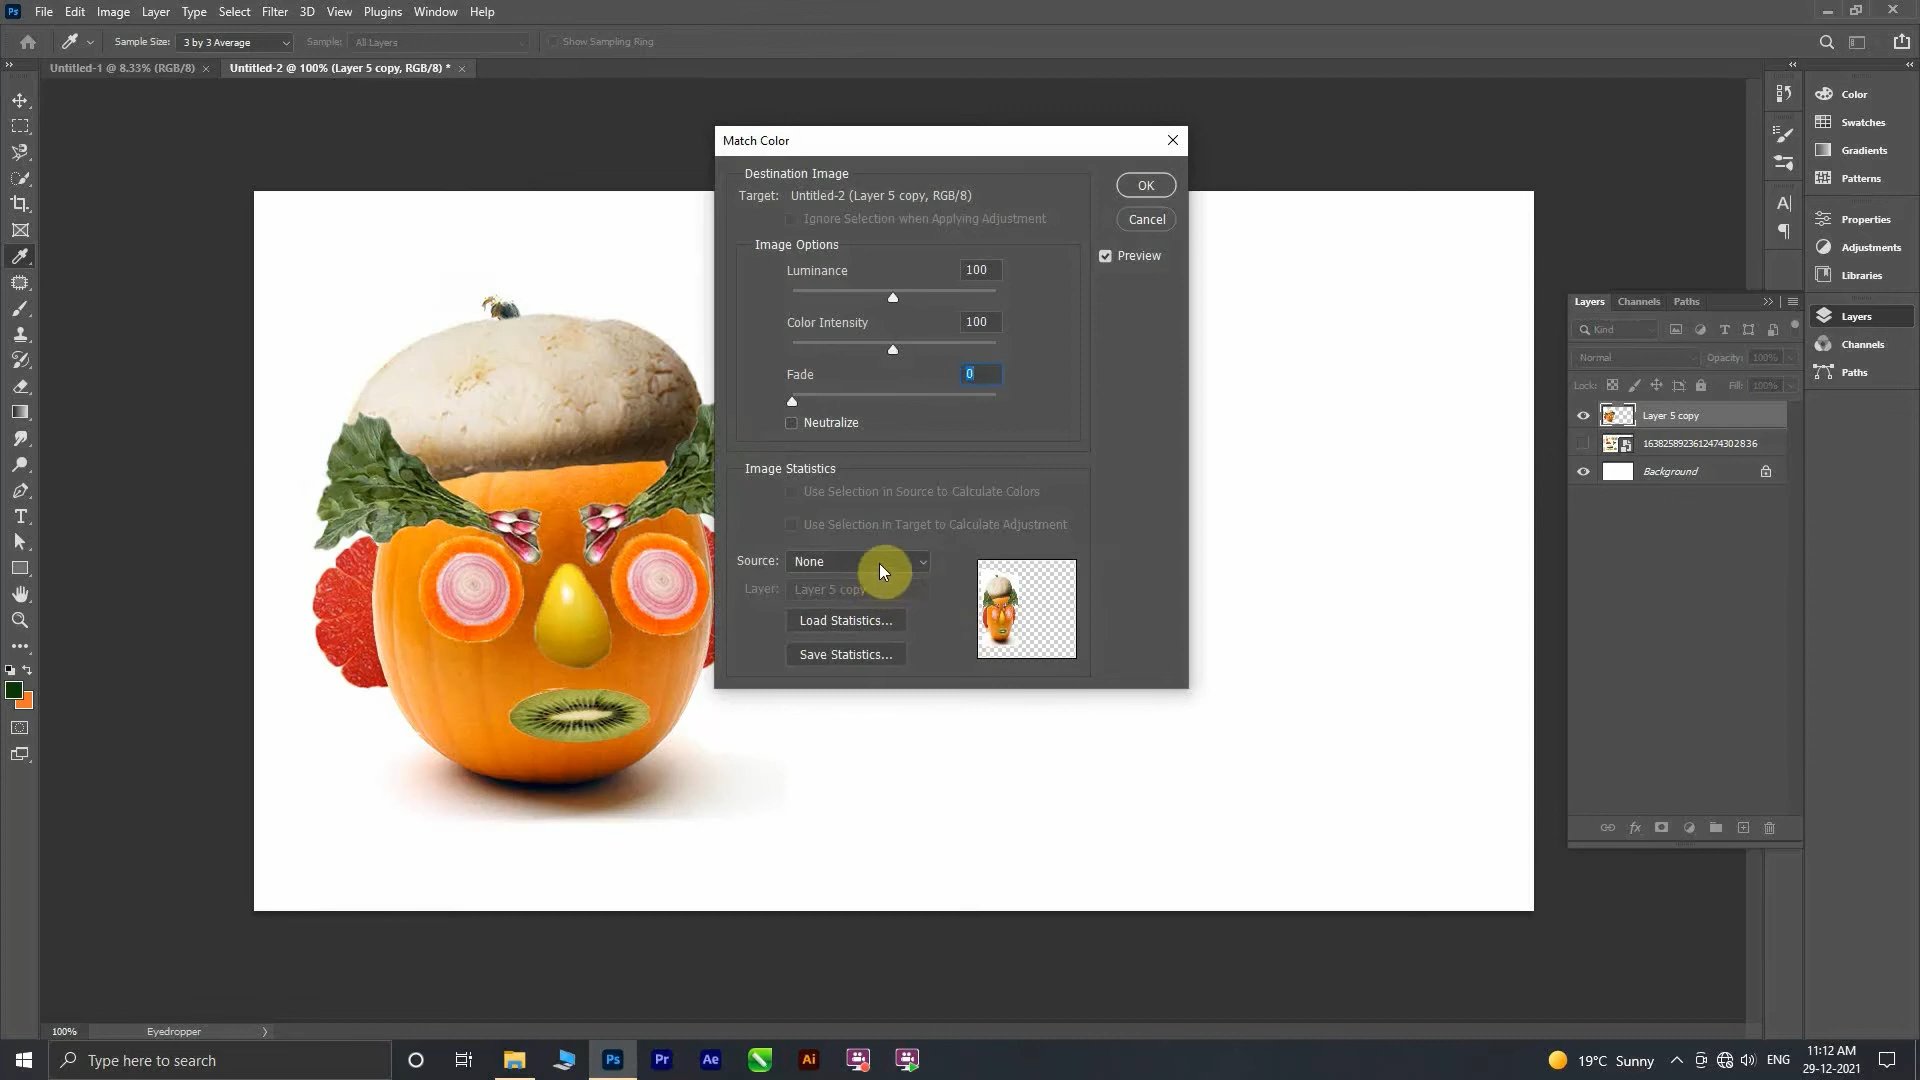 Ps File Edit Image Layer Type Select Filter 3D View Plugins Window Help
Sample Size: 3 by 3 Average Sample: All Layers Show Sampling Ring
Untitled-1 @ 8.33% (RGB/8) × Untitled-2 @ 100% (Layer 5 copy, RGB/8) * ×
Match Color
Destination Image
Target: Untitled-2 (Layer 5 copy, RGB/8)
Ignore Selection when Applying Adjustment
OK
Cancel
Preview
Image Options
Luminance 100
Color Intensity 100
Fade 0
Neutralize
Image Statistics
Use Selection in Source to Calculate Colors
Use Selection in Target to Calculate Adjustment
Source: None
Layer: Layer 5 copy
Load Statistics...
Save Statistics...
Color
Swatches
Gradients
Patterns
Properties
Adjustments
Libraries
Layers
Channels
Paths
Layers Channels Paths
Kind
Normal Opacity: 100%
Lock: Fill: 100%
Layer 5 copy
1638258923612474302836
Background
100% Eyedropper
Type here to search
Ps Pr Ae Ai
19°C Sunny ENG
11:12 AM
29-12-2021